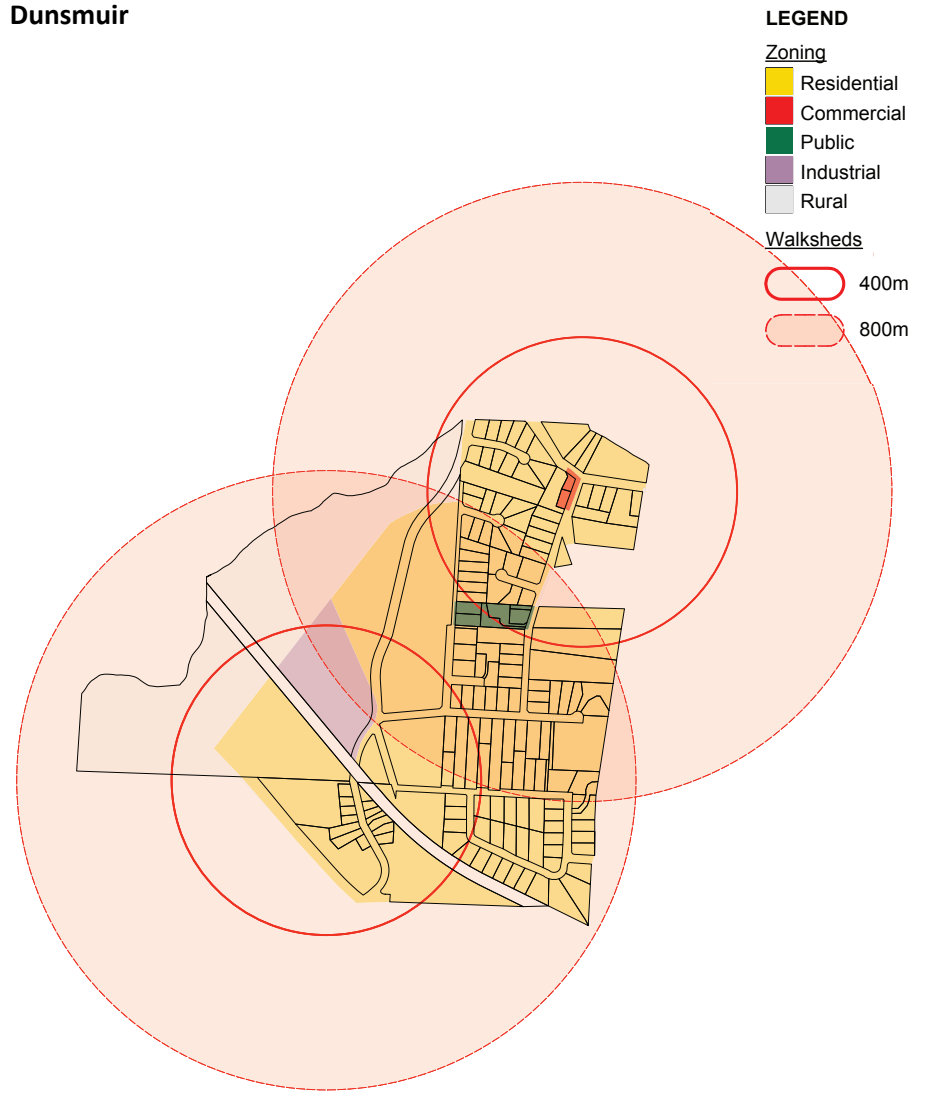 Dunsmuir
LEGEND
Zoning
Residential
Commercial
Public
Industrial
Rural
Walksheds
400m
800m